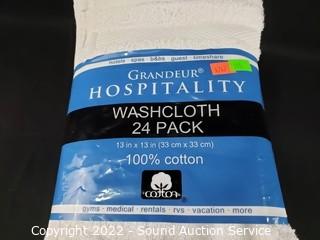 hotels spas b&bs guest timeshare
GRANDEUR®
HOSPITALITY
WASHCLOTH
24 PACK
13 in x 13 in (33 cm x 33 cm)
100% cotton
cotton
gyms - medical - rentals - rvs - vacation - more
Copyright 2022 - Sound Auction Service